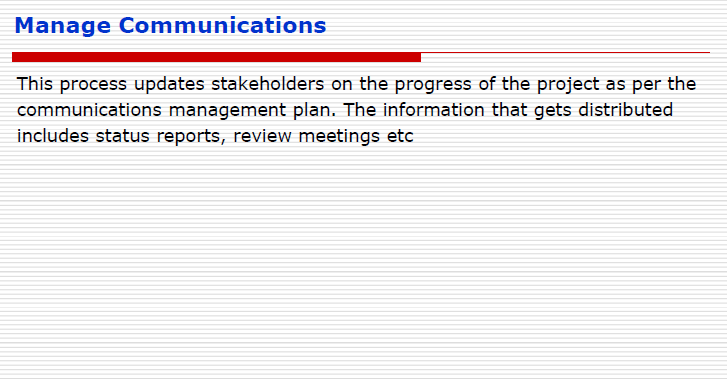 Manage Communications
This process updates stakeholders on the progress of the project as per the
communications management plan. The information that gets distributed
includes status reports, review meetings etc